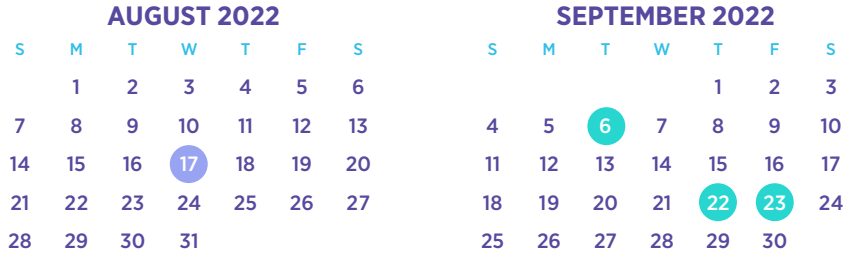 AUGUST 2022
S M T W T F S
1 2 3 4 5 6
7 8 9 10 11 12 13
14 15 16 17 18 19 20
21 22 23 24 25 26 27
28 29 30 31
SEPTEMBER 2022
S M T W T F S
1 2 3
4 5 6 7 8 9 10
11 12 13 14 15 16 17
18 19 20 21 22 23 24
25 26 27 28 29 30